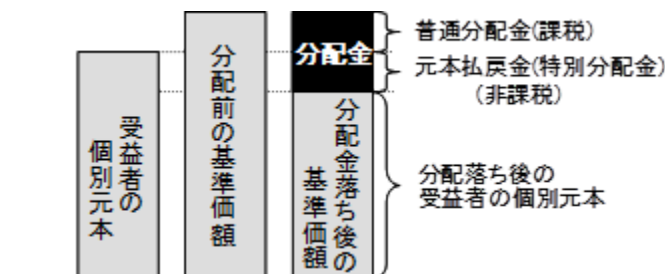 受益者の
個別元本
分配前の基準価額
分配金
分配金落ち後の
基準価額
普通分配金(課税)
元本払戻金(特別分配金)
(非課税)
分配落ち後の
受益者の個別元本